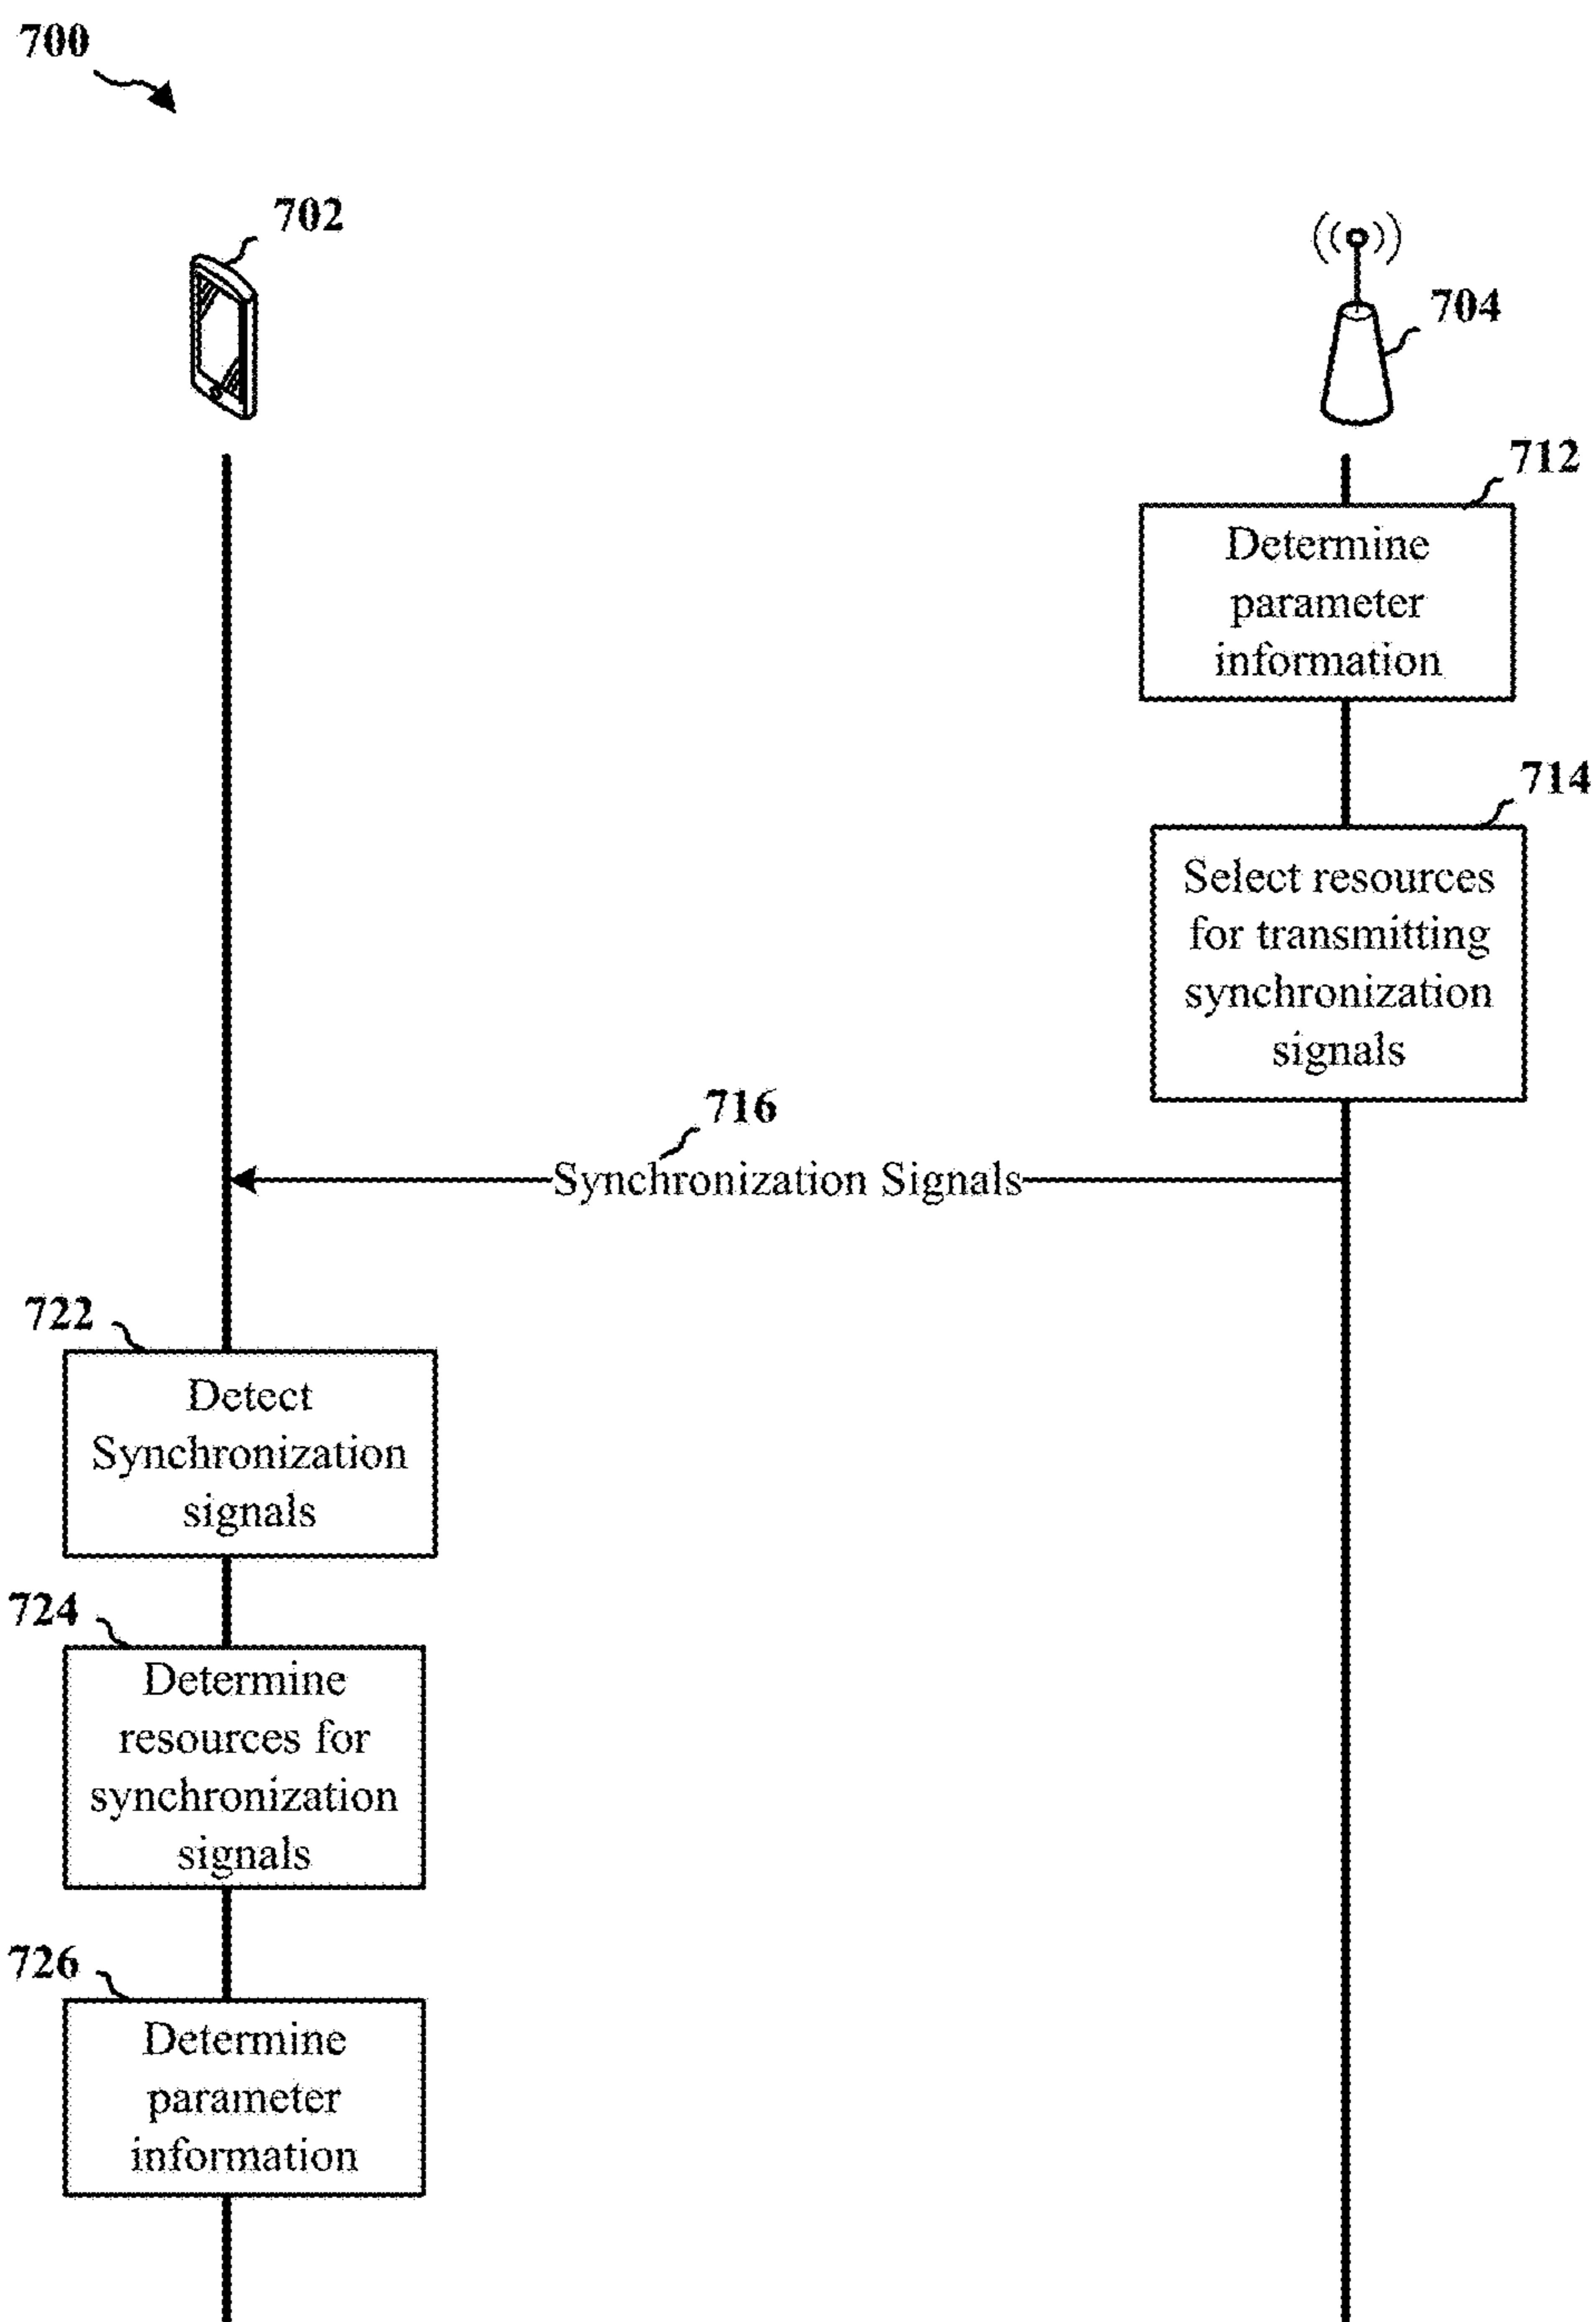 700
702
704
712
Determine
parameter
information
714
Select resources
for transmitting
synchronization
signals
716
Synchronization Signals
722
Detect
Synchronization
signals
724
Determine
resources for
synchronization
signals
726
Determine
parameter
information